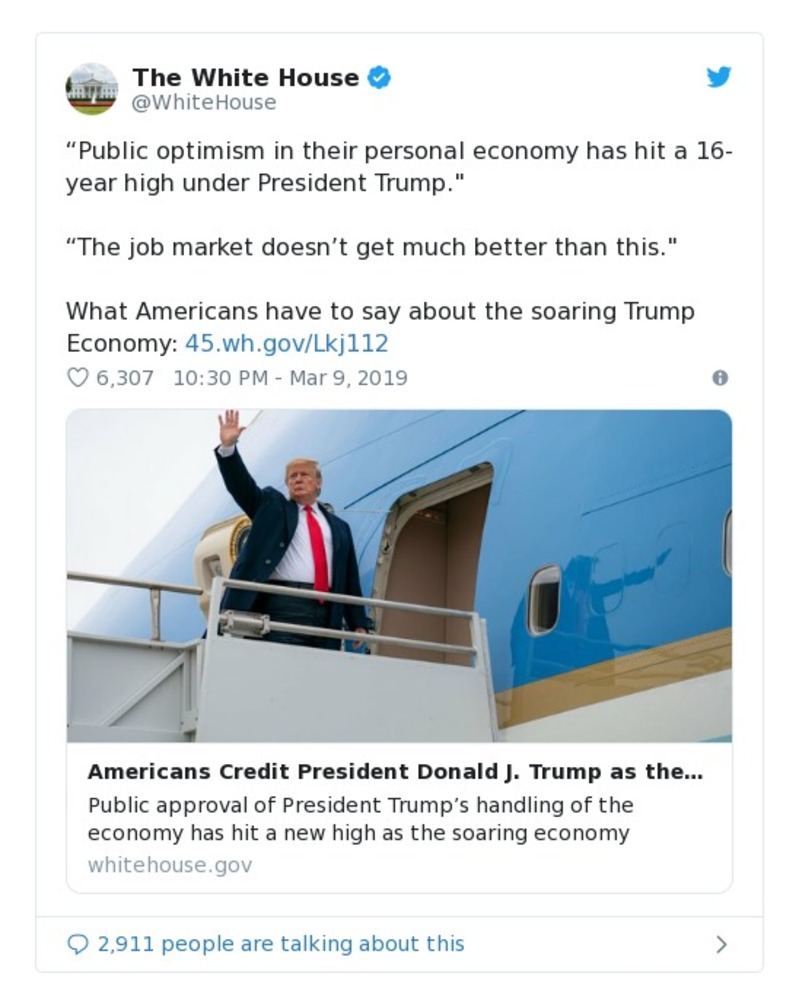 The White House
@WhiteHouse
“Public optimism in their personal economy has hit a 16-
year high under President Trump."
“The job market doesn’t get much better than this."
What Americans have to say about the soaring Trump
Economy: 45.wh.gov/Lkj112
6,307 10:30 PM - Mar 9, 2019
Americans Credit President Donald J. Trump as the...
Public approval of President Trump’s handling of the
economy has hit a new high as the soaring economy
whitehouse.gov
2,911 people are talking about this